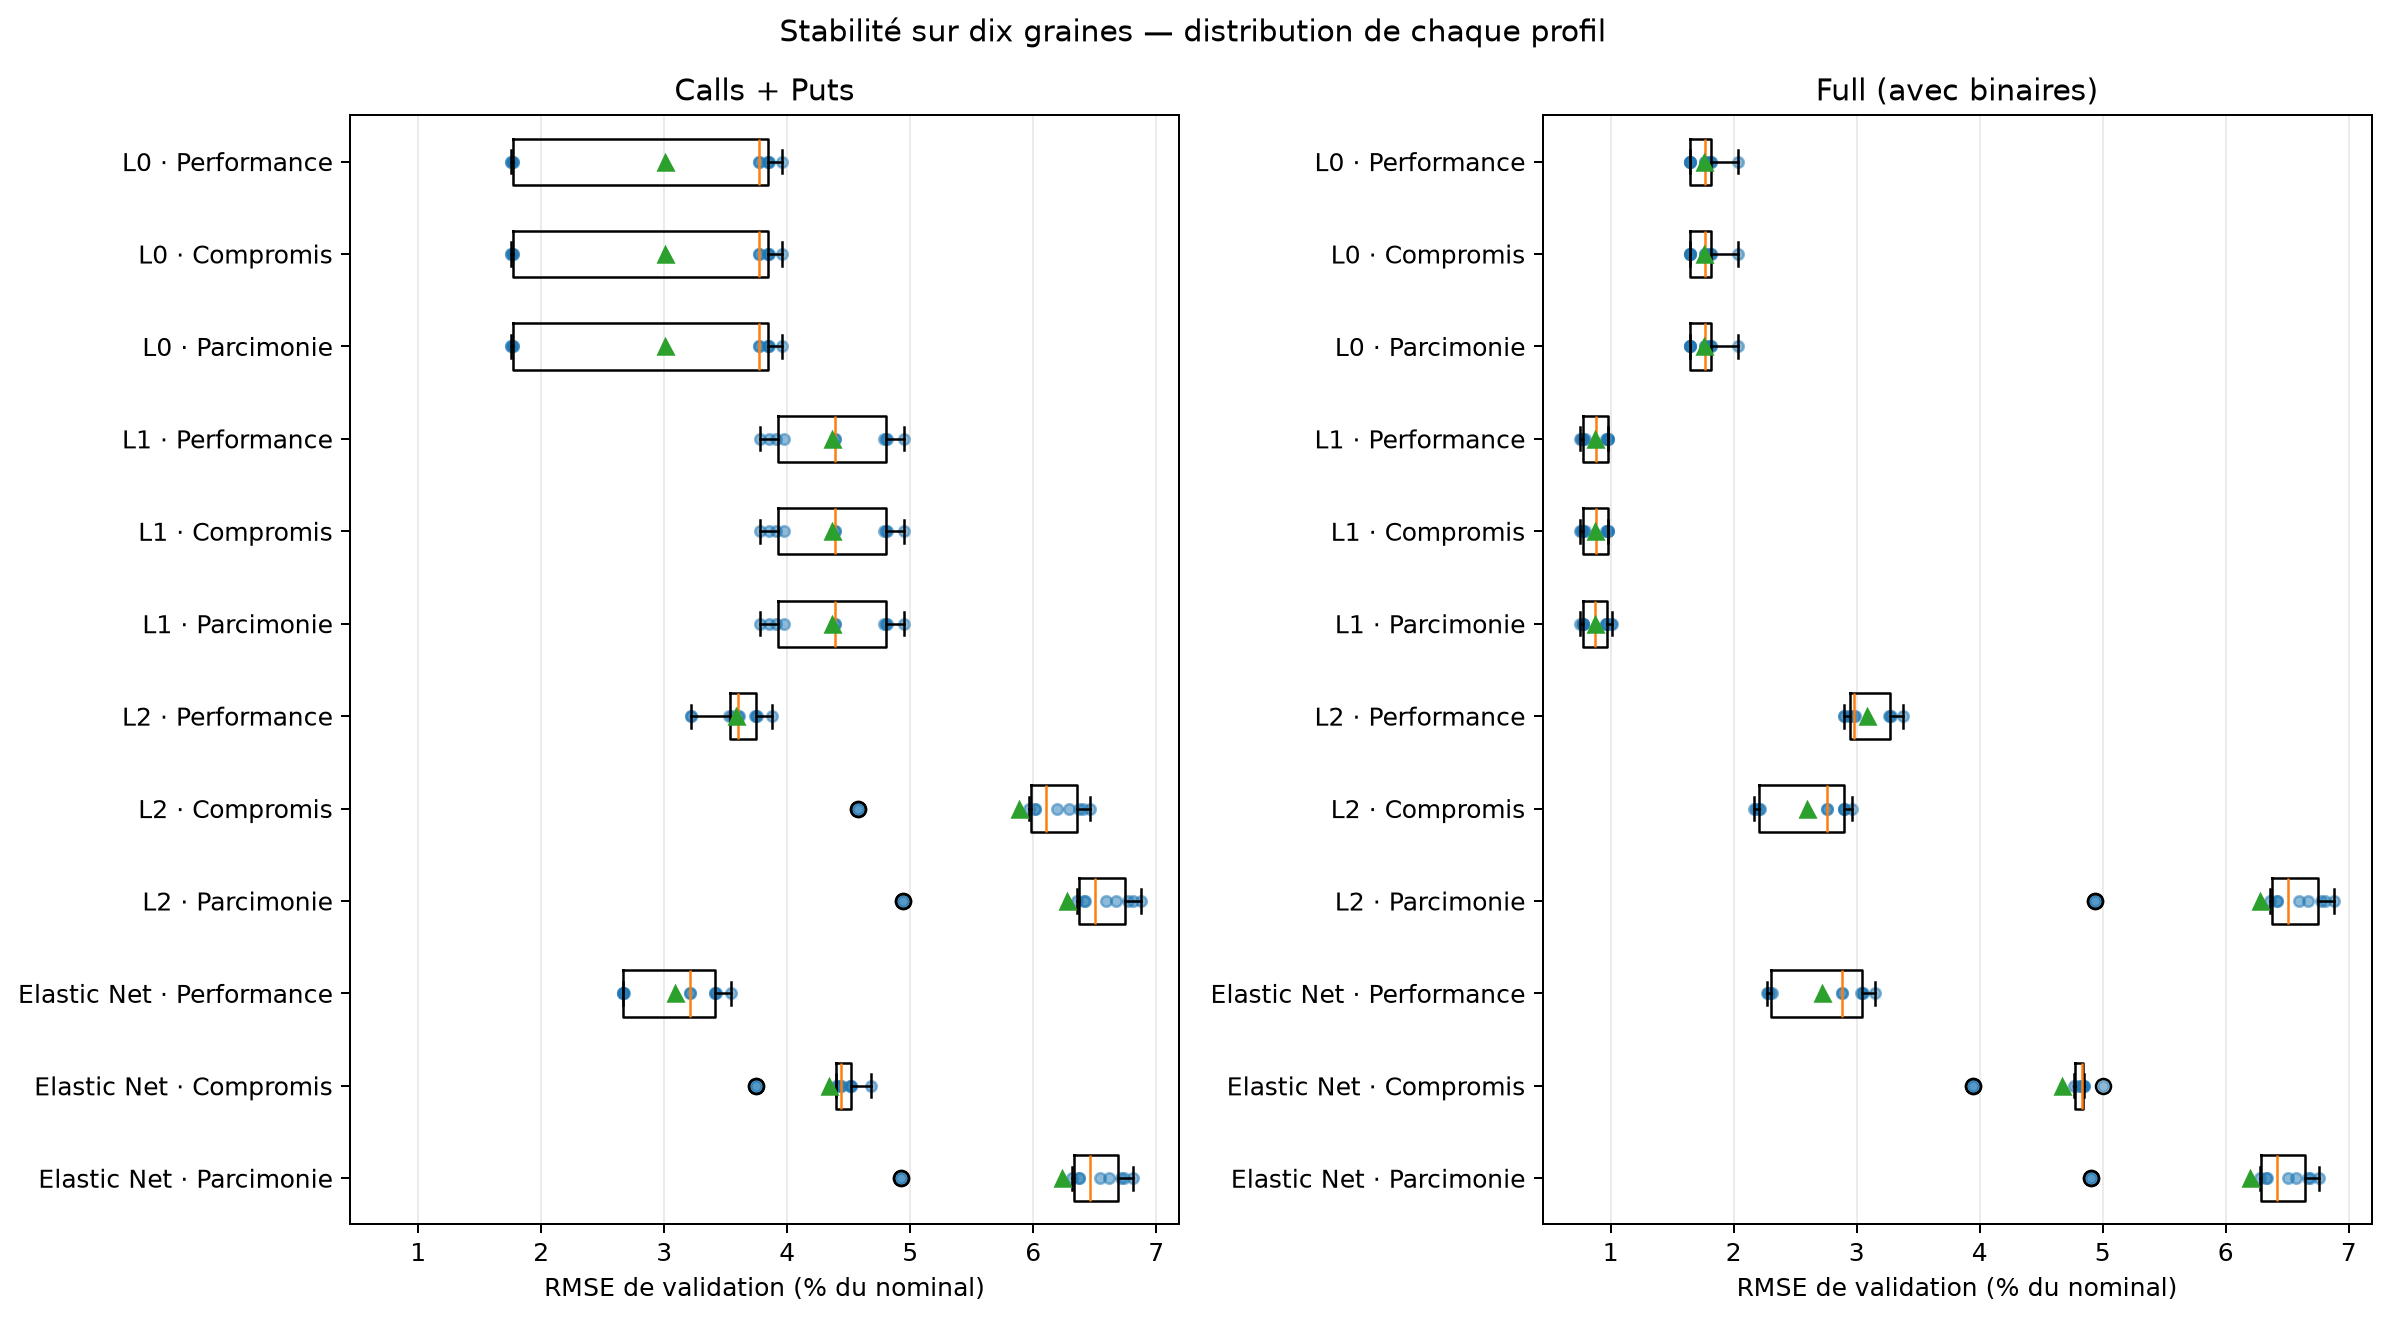 Stabilité sur dix graines — distribution de chaque profil
Calls + Puts
L0 · Performance
L0 · Compromis
L0 · Parcimonie
L1 · Performance
L1 · Compromis
L1 · Parcimonie
L2 · Performance
L2 · Compromis
L2 · Parcimonie
Elastic Net · Performance
Elastic Net · Compromis
Elastic Net · Parcimonie
1 2 3 4 5 6 7
RMSE de validation (% du nominal)
Full (avec binaires)
L0 · Performance
L0 · Compromis
L0 · Parcimonie
L1 · Performance
L1 · Compromis
L1 · Parcimonie
L2 · Performance
L2 · Compromis
L2 · Parcimonie
Elastic Net · Performance
Elastic Net · Compromis
Elastic Net · Parcimonie
1 2 3 4 5 6 7
RMSE de validation (% du nominal)